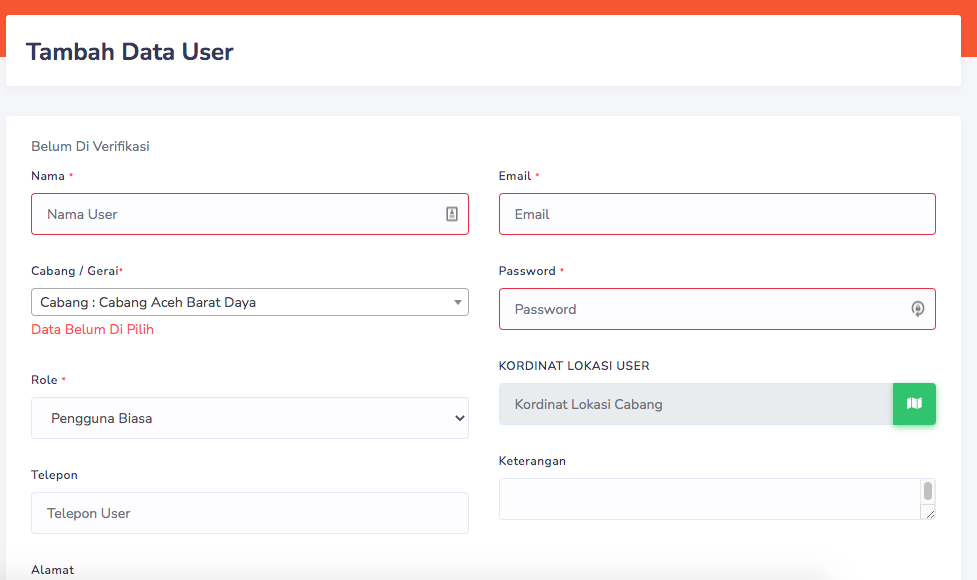 Tambah Data User
Belum Di Verifikasi
Nama *
Nama User
Email *
Email
Cabang / Gerai*
Cabang : Cabang Aceh Barat Daya
Data Belum Di Pilih
Password *
Password
Role *
Pengguna Biasa
KORDINAT LOKASI USER
Kordinat Lokasi Cabang
Telepon
Telepon User
Keterangan
Alamat